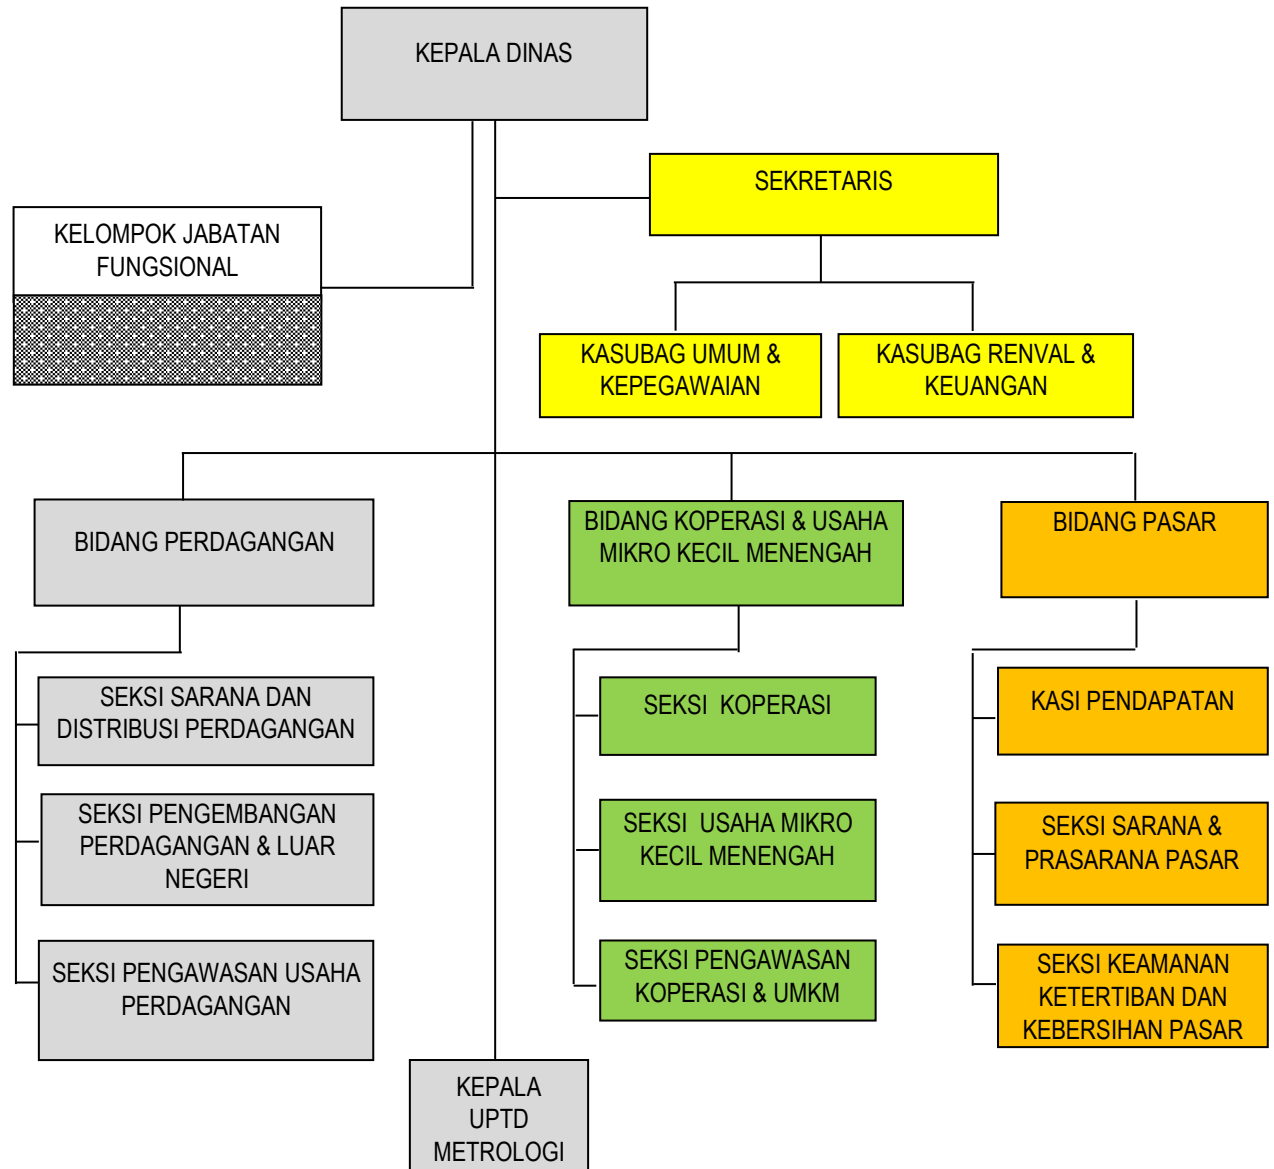 KEPALA DINAS
SEKRETARIS
KELOMPOK JABATAN
FUNGSIONAL
KASUBAG UMUM &
KEPEGAWAIAN
KASUBAG RENVAL &
KEUANGAN
BIDANG PERDAGANGAN
BIDANG KOPERASI & USAHA
MIKRO KECIL MENENGAH
BIDANG PASAR
SEKSI SARANA DAN
DISTRIBUSI PERDAGANGAN
SEKSI KOPERASI
KASI PENDAPATAN
SEKSI PENGEMBANGAN
PERDAGANGAN & LUAR
NEGERI
SEKSI USAHA MIKRO
KECIL MENENGAH
SEKSI SARANA &
PRASARANA PASAR
SEKSI PENGAWASAN USAHA
PERDAGANGAN
SEKSI PENGAWASAN
KOPERASI & UMKM
SEKSI KEAMANAN
KETERTIBAN DAN
KEBERSIHAN PASAR
KEPALA
UPTD
METROLOGI